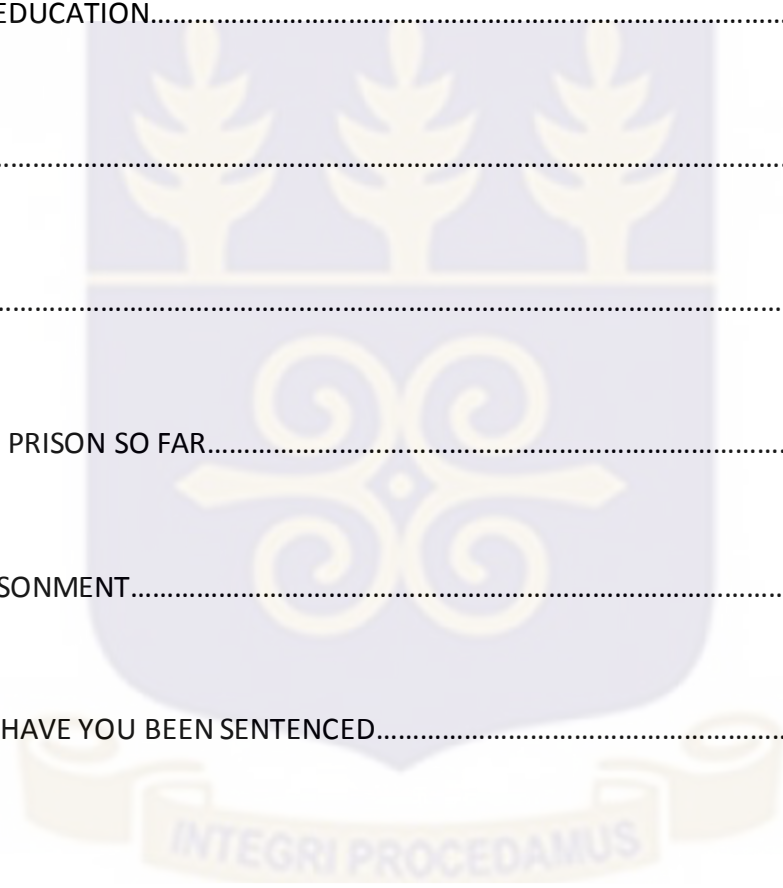 EDUCATION………………………………………………………………
………………………………………………………………………………
………………………………………………………………………………
PRISON SO FAR…………………………………………………………
SONMENT…………………………………………………………………
HAVE YOU BEEN SENTENCED…………………………………………
INTEGRI PROCEDAMUS